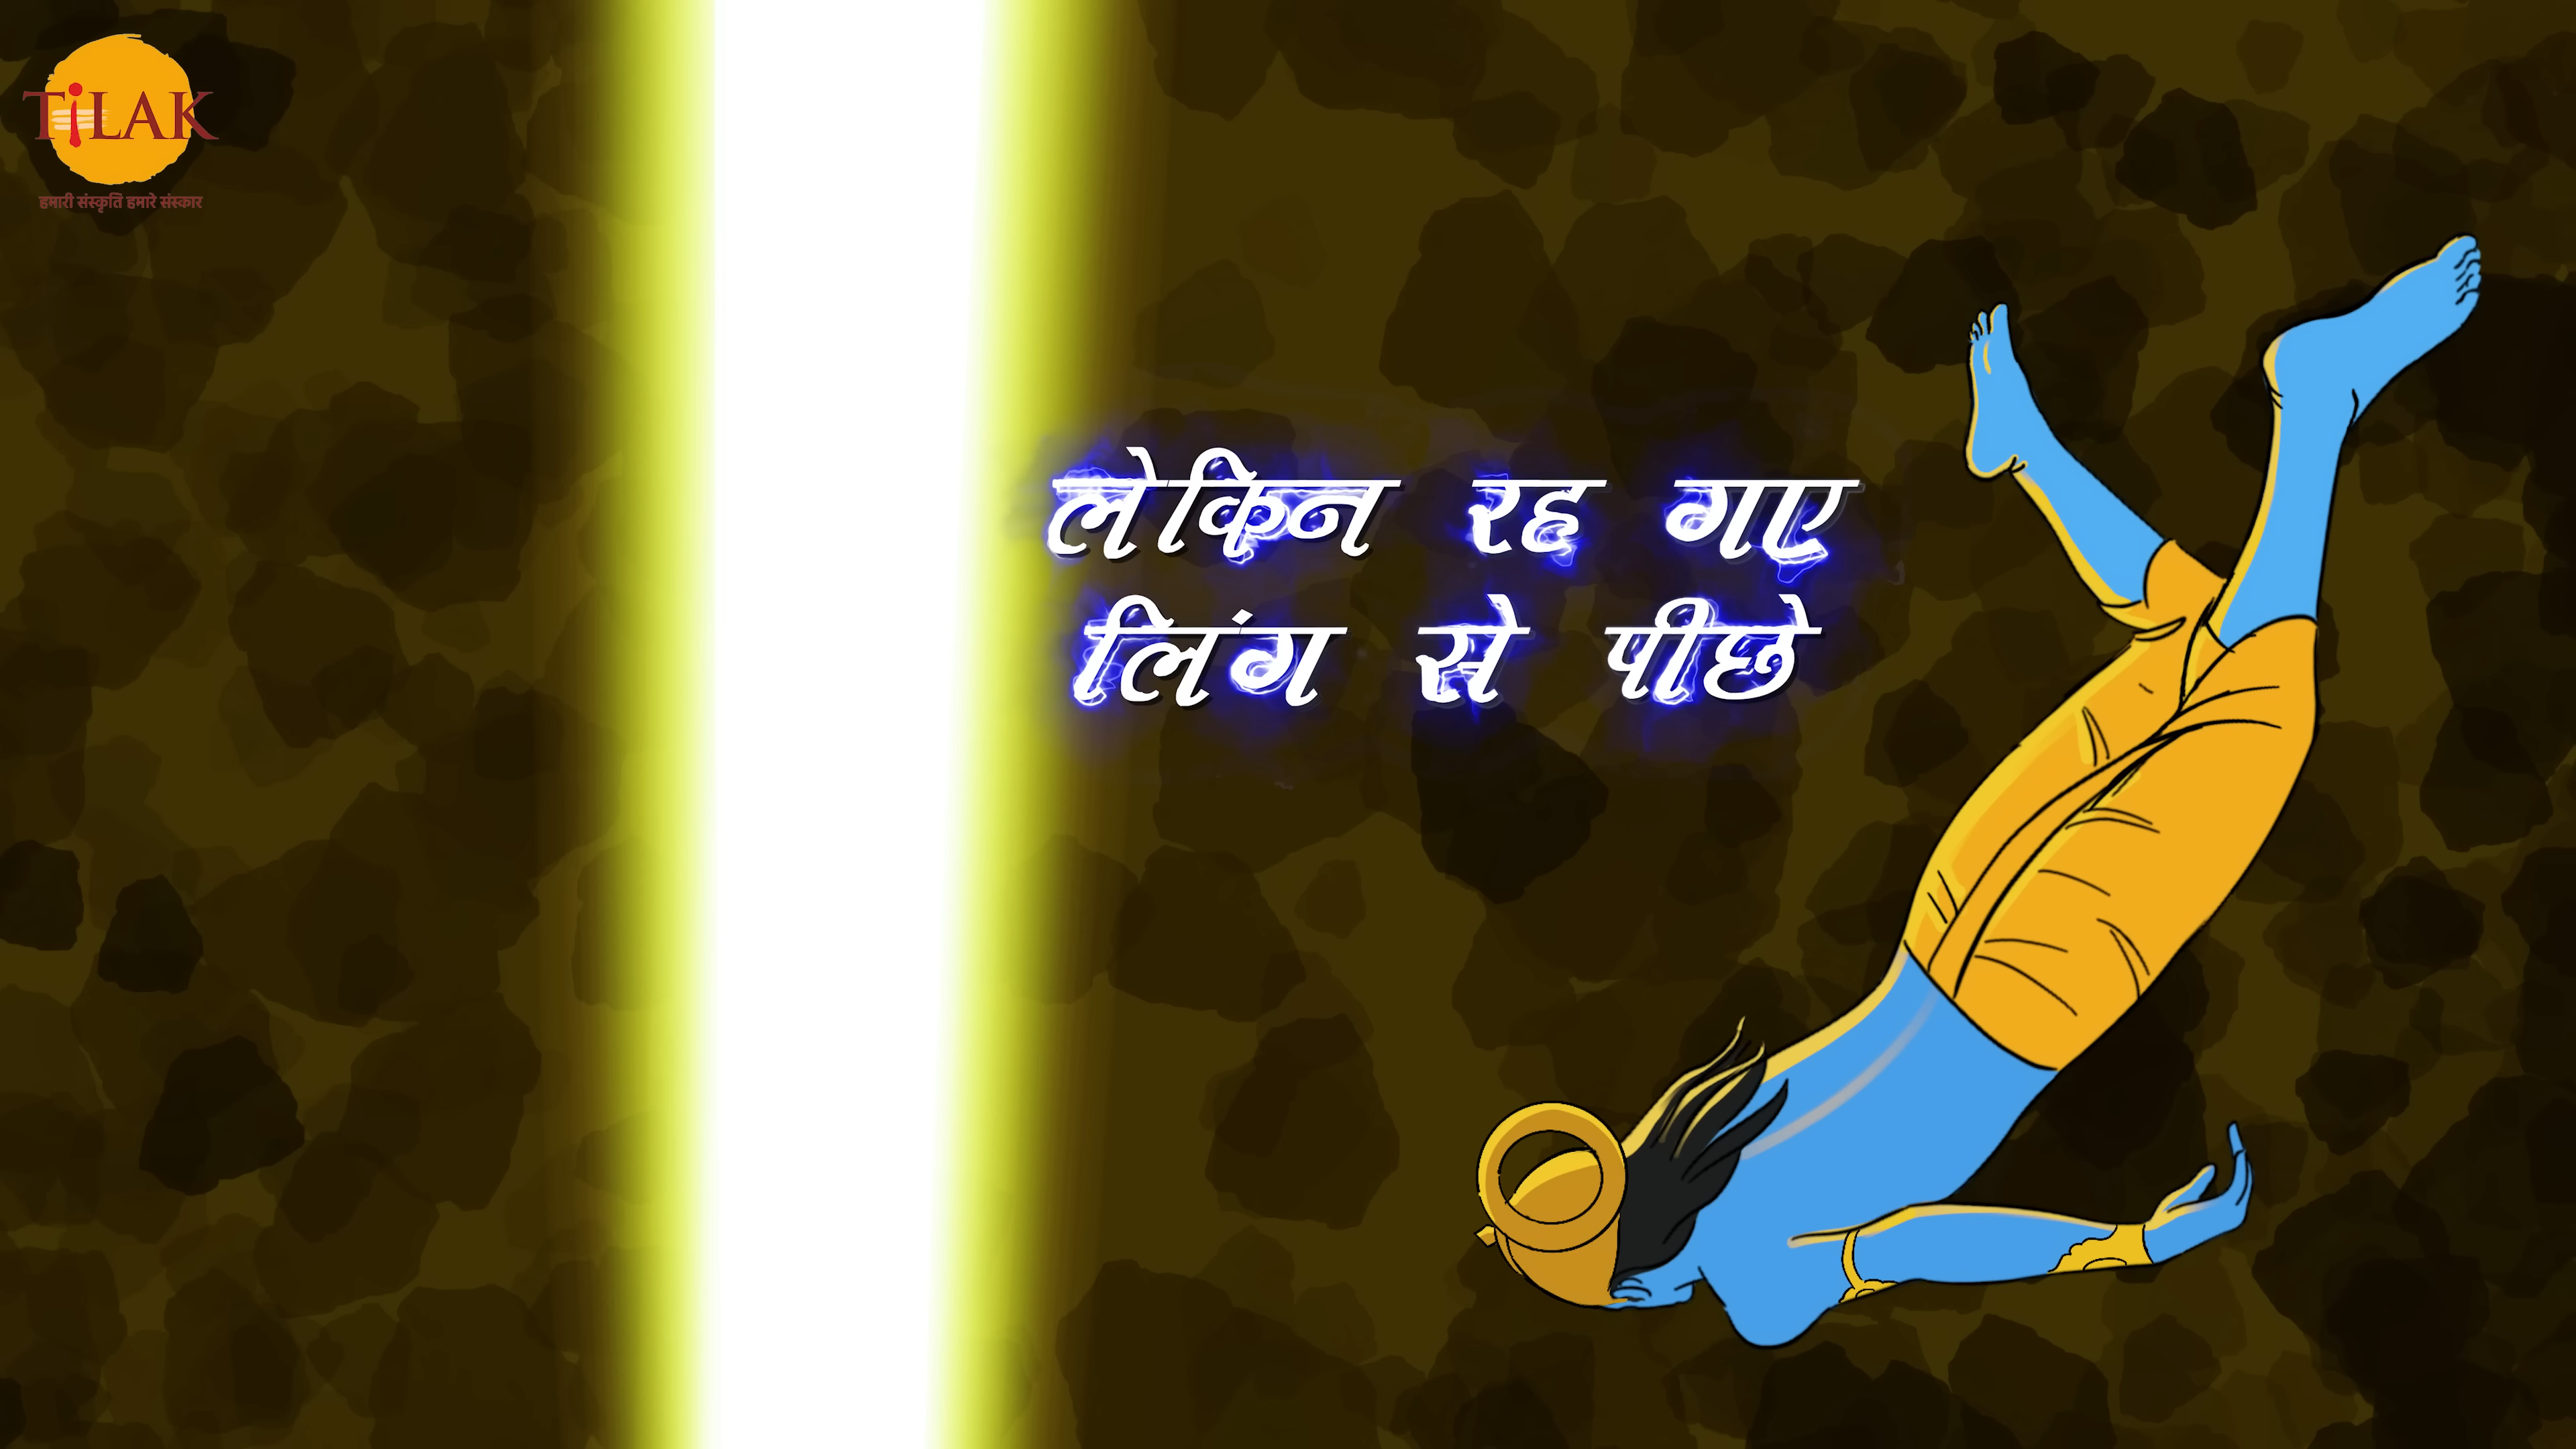 TiLAK
हमारी संस्कृति हमारे संस्कार
लेकिन रह गए
लिंग से पीछे